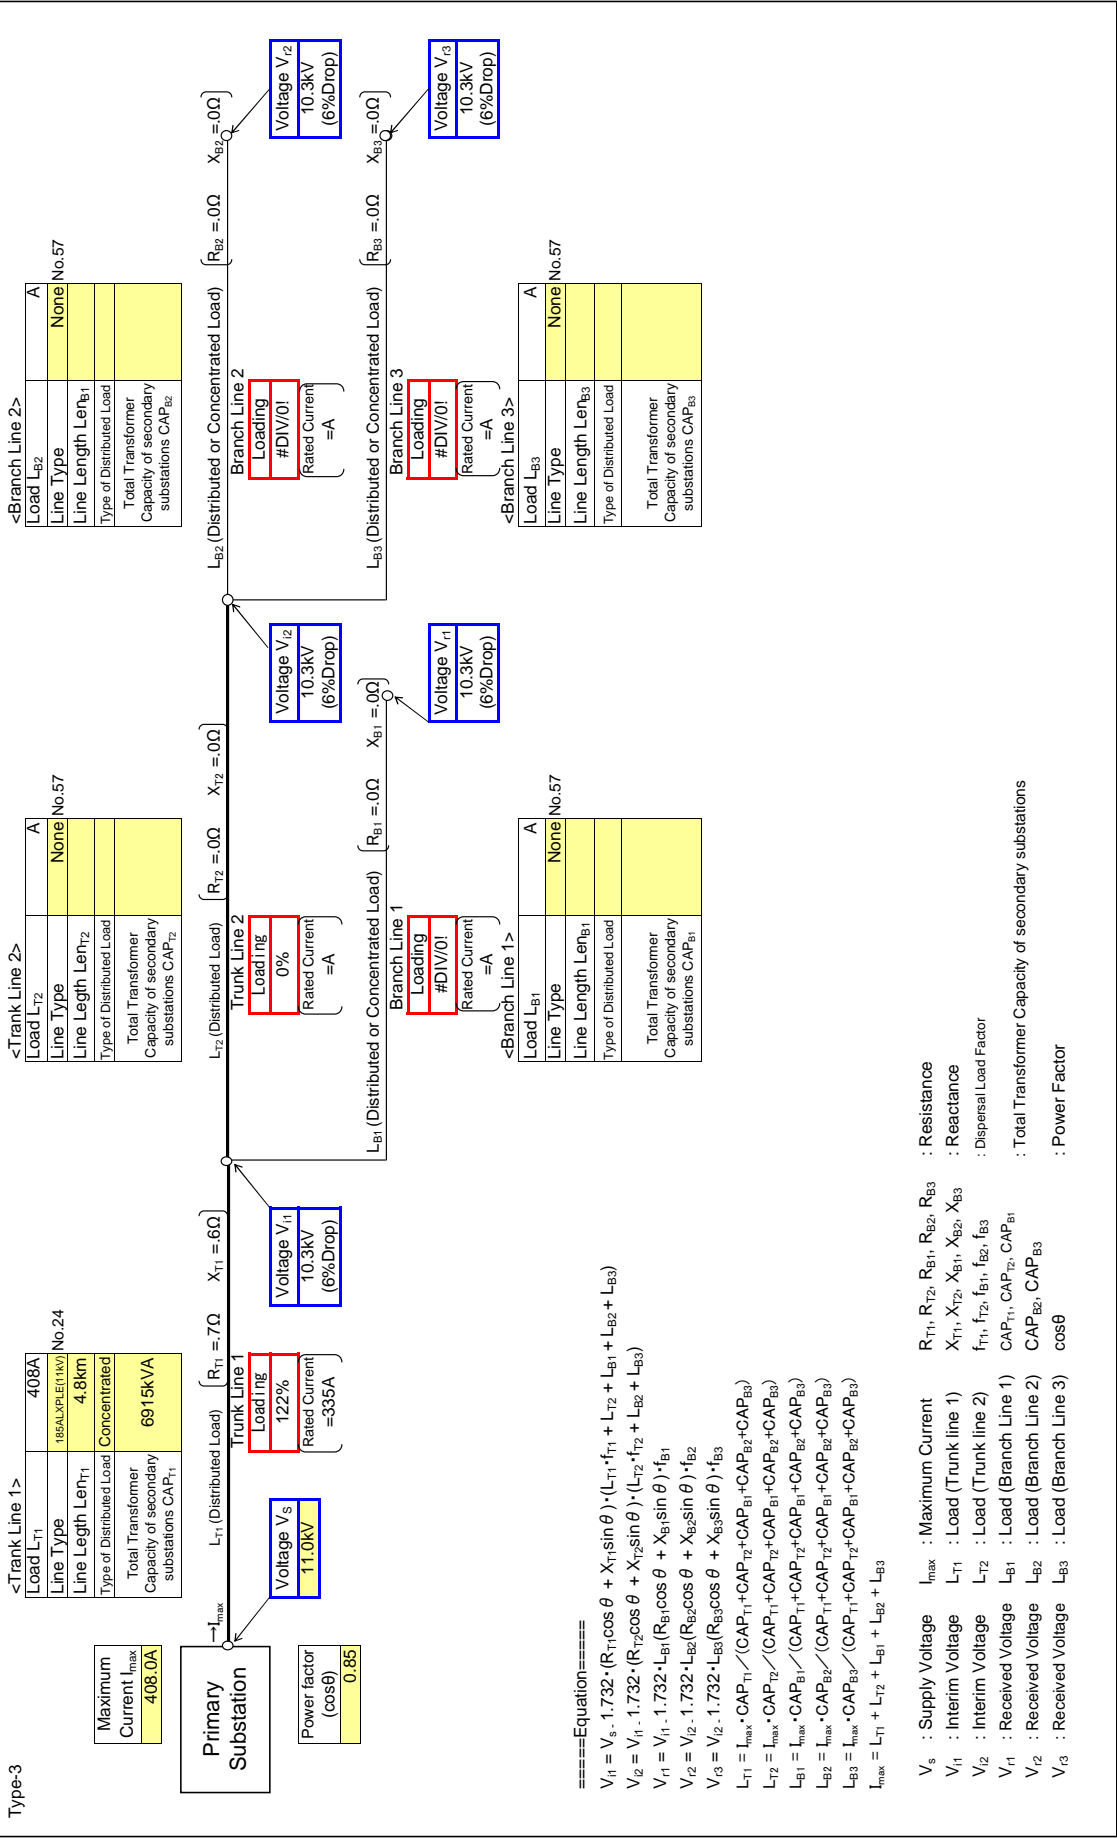 Type-3
<Trank Line 1>
Load LT1 408A
Line Type 185ALXPLE(11kV) No.24
Line Length LenT1 4.8km
Type of Distributed Load Concentrated
Total Transformer Capacity of secondary substations CAPT1 6915kVA
<Trank Line 2>
Load LT2 A
Line Type None No.57
Line Legth LenT2
Type of Distributed Load
Total Transformer Capacity of secondary substations CAPT2
<Branch Line 2>
Load LB2 A
Line Type None No.57
Line Length LenB1
Type of Distributed Load
Total Transformer Capacity of secondary substations CAPB2
Maximum Current Imax
408.0A
Primary Substation
→Imax
Power factor (cosθ)
0.85
Voltage VS
11.0kV
LT1 (Distributed Load)
RT1 =.7Ω XT1 =.6Ω
Trunk Line 1
Loading
122%
Rated Current
=335A
Voltage Vi1
10.3kV
(6%Drop)
LT2 (Distributed Load)
RT2 =.0Ω XT2 =.0Ω
Trunk Line 2
Loading
0%
Rated Current
=A
Voltage Vi2
10.3kV
(6%Drop)
LB2 (Distributed or Concentrated Load)
RB2 =.0Ω XB2 =.0Ω
Branch Line 2
Loading
#DIV/0!
Rated Current
=A
Voltage Vr2
10.3kV
(6%Drop)
LB1 (Distributed or Concentrated Load)
RB1 =.0Ω XB1 =.0Ω
Branch Line 1
Loading
#DIV/0!
Rated Current
=A
Voltage Vr1
10.3kV
(6%Drop)
LB3 (Distributed or Concentrated Load)
RB3 =.0Ω XB3 =.0Ω
Branch Line 3
Loading
#DIV/0!
Rated Current
=A
Voltage Vr3
10.3kV
(6%Drop)
<Branch Line 1>
Load LB1 A
Line Type None No.57
Line Length LenB1
Type of Distributed Load
Total Transformer Capacity of secondary substations CAPB1
<Branch Line 3>
Load LB3 A
Line Type None No.57
Line Length LenB3
Type of Distributed Load
Total Transformer Capacity of secondary substations CAPB3
=====Equation=====
Vi1 = VS - 1.732・(RT1cosθ + XT1sinθ)・(LT1・fT1 + LT2 + LB1 + LB2 + LB3)
Vi2 = Vi1 - 1.732・(RT2cosθ + XT2sinθ)・(LT2・fT2 + LB2 + LB3)
Vr1 = Vi1 - 1.732・LB1(RB1cosθ + XB1sinθ)・fB1
Vr2 = Vi2 - 1.732・LB2(RB2cosθ + XB2sinθ)・fB2
Vr3 = Vi2 - 1.732・LB3(RB3cosθ + XB3sinθ)・fB3
LT1 = Imax・CAPT1／(CAPT1+CAPT2+CAPB1+CAPB2+CAPB3)
LT2 = Imax・CAPT2／(CAPT1+CAPT2+CAPB1+CAPB2+CAPB3)
LB1 = Imax・CAPB1／(CAPT1+CAPT2+CAPB1+CAPB2+CAPB3)
LB2 = Imax・CAPB2／(CAPT1+CAPT2+CAPB1+CAPB2+CAPB3)
LB3 = Imax・CAPB3／(CAPT1+CAPT2+CAPB1+CAPB2+CAPB3)
Imax = LT1 + LT2 + LB1 + LB2 + LB3
Vs : Supply Voltage Imax : Maximum Current RT1, RT2, RB1, RB2, RB3 : Resistance
Vi1 : Interim Voltage LT1 : Load (Trunk line 1) XT1, XT2, XB1, XB2, XB3 : Reactance
Vi2 : Interim Voltage LT2 : Load (Trunk line 2) fT1, fT2, fB1, fB2, fB3 : Dispersal Load Factor
Vr1 : Received Voltage LB1 : Load (Branch Line 1) CAPT1, CAPT2, CAPB1 : Total Transformer Capacity of secondary substations
Vr2 : Received Voltage LB2 : Load (Branch Line 2) CAPB2, CAPB3
Vr3 : Received Voltage LB3 : Load (Branch Line 3) cosθ : Power Factor